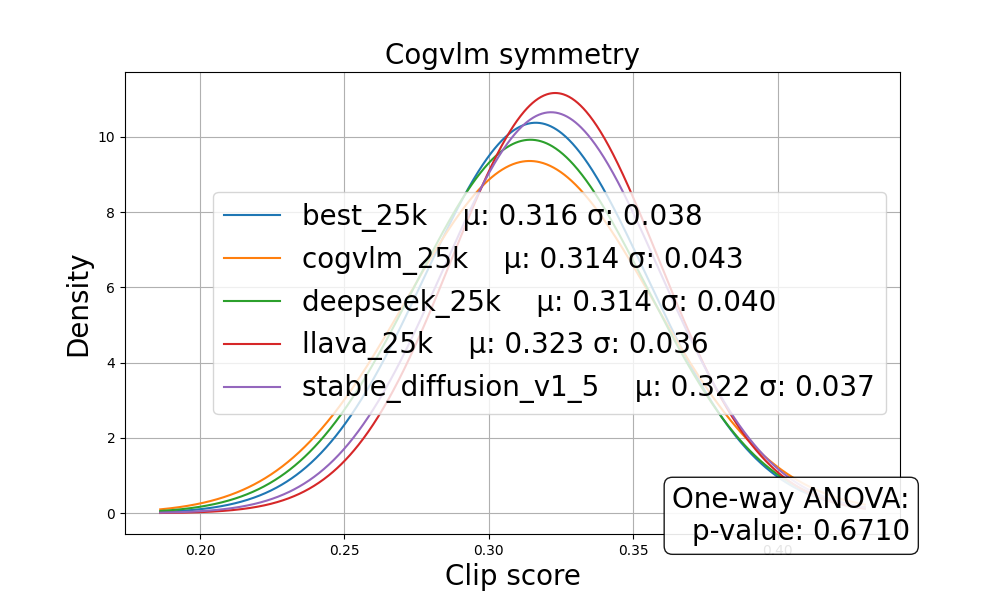 Cogvlm symmetry
Density
10
8
6
4
2
0
best_25k    μ: 0.316 σ: 0.038
cogvlm_25k    μ: 0.314 σ: 0.043
deepseek_25k    μ: 0.314 σ: 0.040
llava_25k    μ: 0.323 σ: 0.036
stable_diffusion_v1_5    μ: 0.322 σ: 0.037
One-way ANOVA:
p-value: 0.6710
0.20 0.25 0.30 0.35 0.40
Clip score